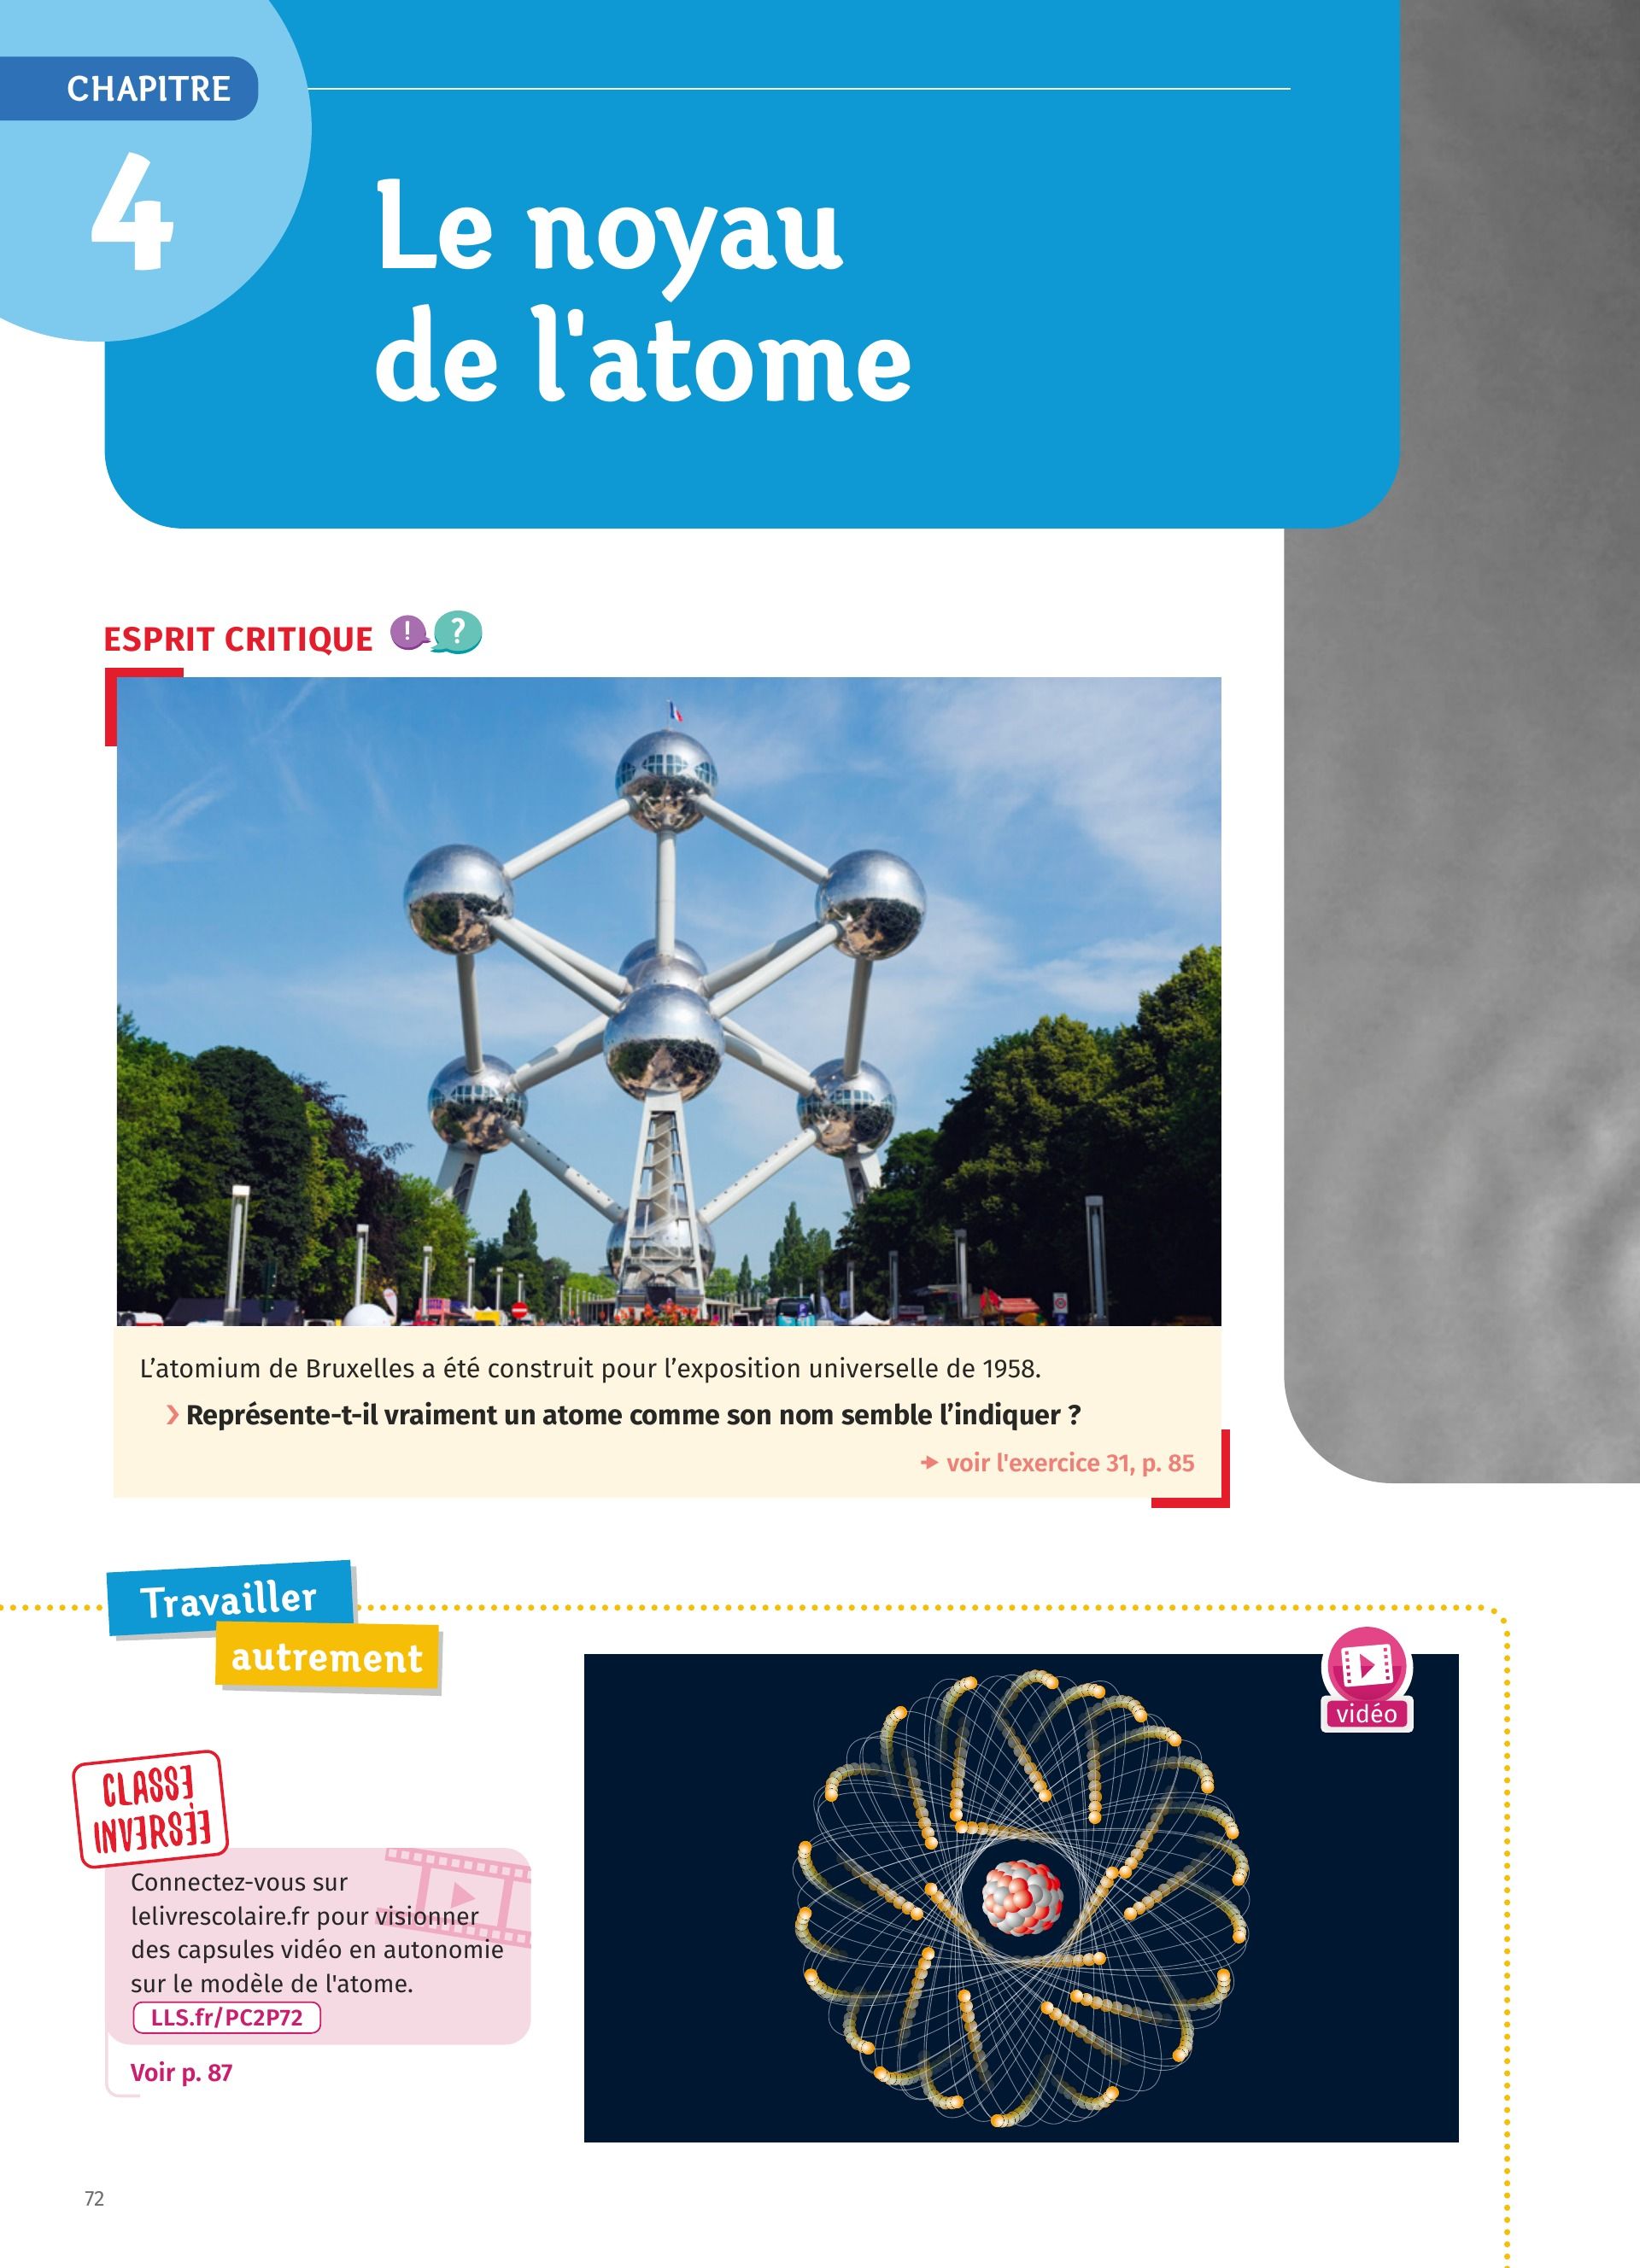 CHAPITRE
4
Le noyau
de l'atome
ESPRIT CRITIQUE
! ?
L’atomium de Bruxelles a été construit pour l’exposition universelle de 1958.
› Représente-t-il vraiment un atome comme son nom semble l’indiquer ?
voir l'exercice 31, p. 85
Travailler
autrement
vidéo
CLASSE
INVERSÉE
Connectez-vous sur
lelivrescolaire.fr pour visionner
des capsules vidéo en autonomie
sur le modèle de l'atome.
LLS.fr/PC2P72
Voir p. 87
72